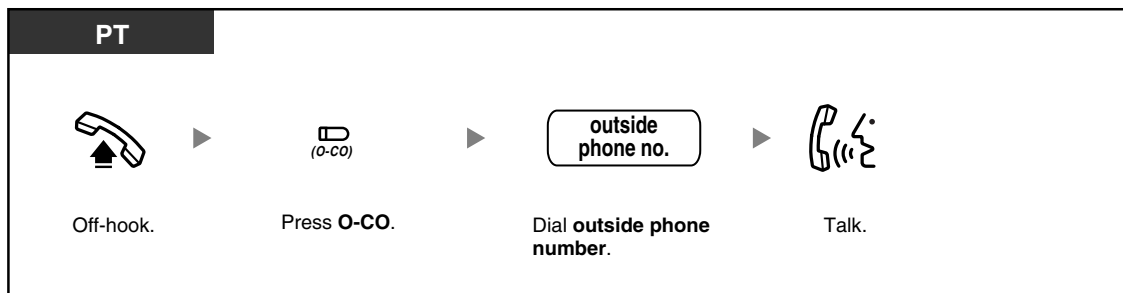 PT
(O-CO)
outside
phone no.
Off-hook.
Press O-CO.
Dial outside phone
number.
Talk.